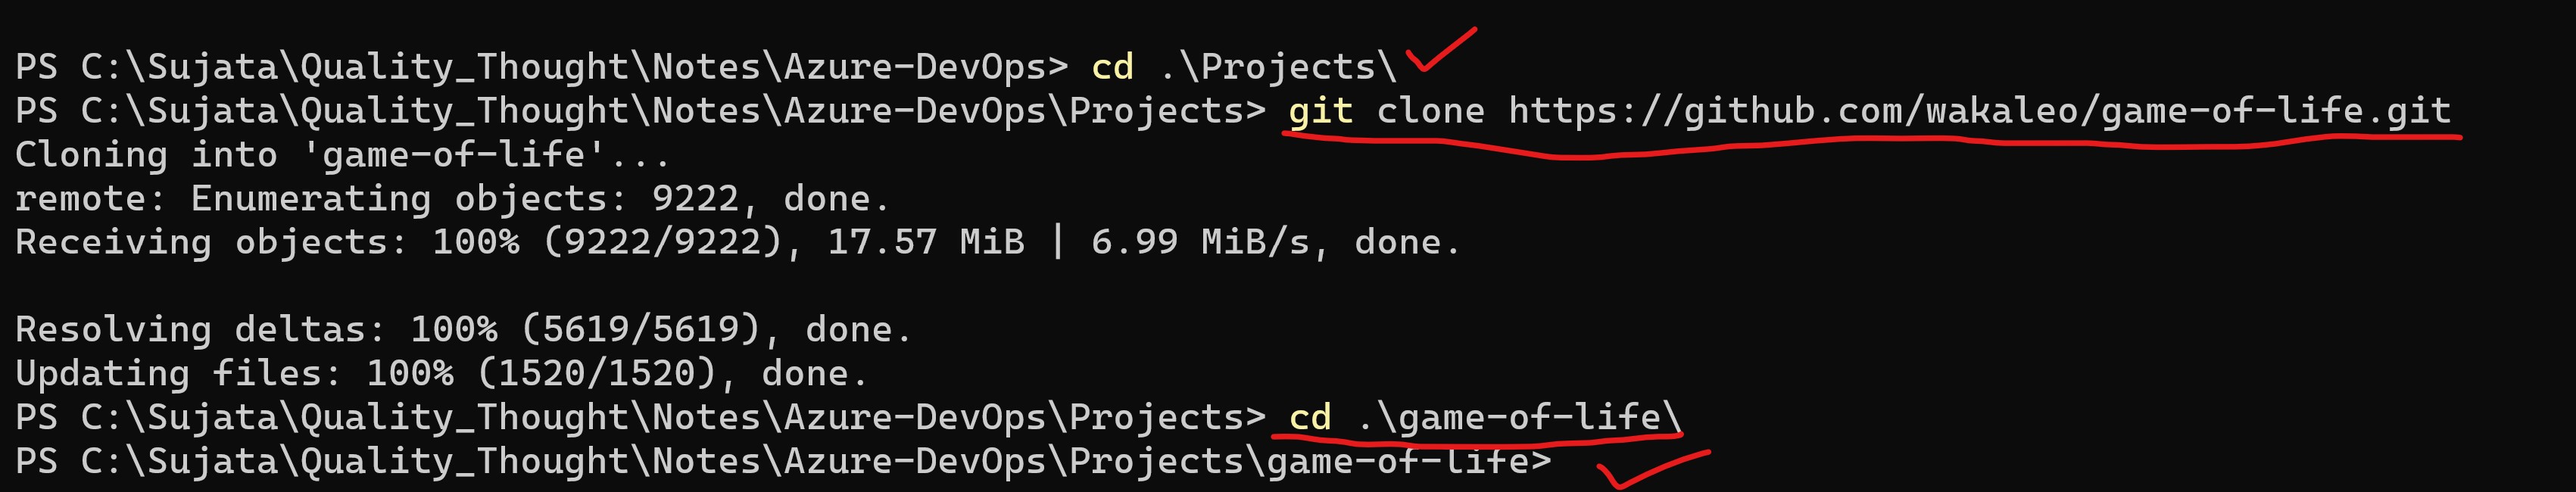 PS C:\Sujata\Quality_Thought\Notes\Azure-DevOps> cd .\Projects\
PS C:\Sujata\Quality_Thought\Notes\Azure-DevOps\Projects> git clone https://github.com/wakaleo/game-of-life.git
Cloning into 'game-of-life'...
remote: Enumerating objects: 9222, done.
Receiving objects: 100% (9222/9222), 17.57 MiB | 6.99 MiB/s, done.
Resolving deltas: 100% (5619/5619), done.
Updating files: 100% (1520/1520), done.
PS C:\Sujata\Quality_Thought\Notes\Azure-DevOps\Projects> cd .\game-of-life\
PS C:\Sujata\Quality_Thought\Notes\Azure-DevOps\Projects\game-of-life>